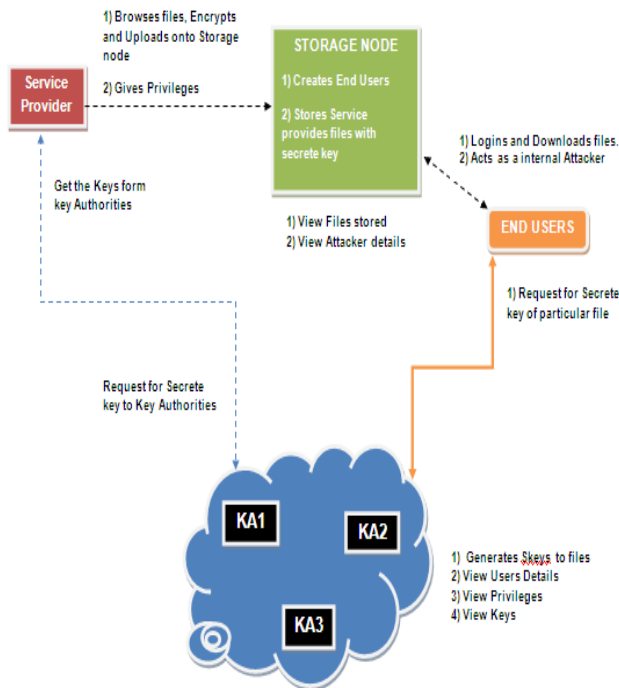 1) Browses files, Encrypts
and Uploads onto Storage
node
2) Gives Privileges
Service
Provider
STORAGE NODE
1) Creates End Users
2) Stores Service
provides files with
secrete key
1) Logins and Downloads files.
2) Acts as a internal Attacker
Get the Keys form
key Authorities
1) View Files stored
2) View Attacker details
END USERS
1) Request for Secrete
key of particular file
Request for Secrete
key to Key Authorities
KA1
KA2
KA3
1) Generates Skeys to files
2) View Users Details
3) View Privileges
4) View Keys